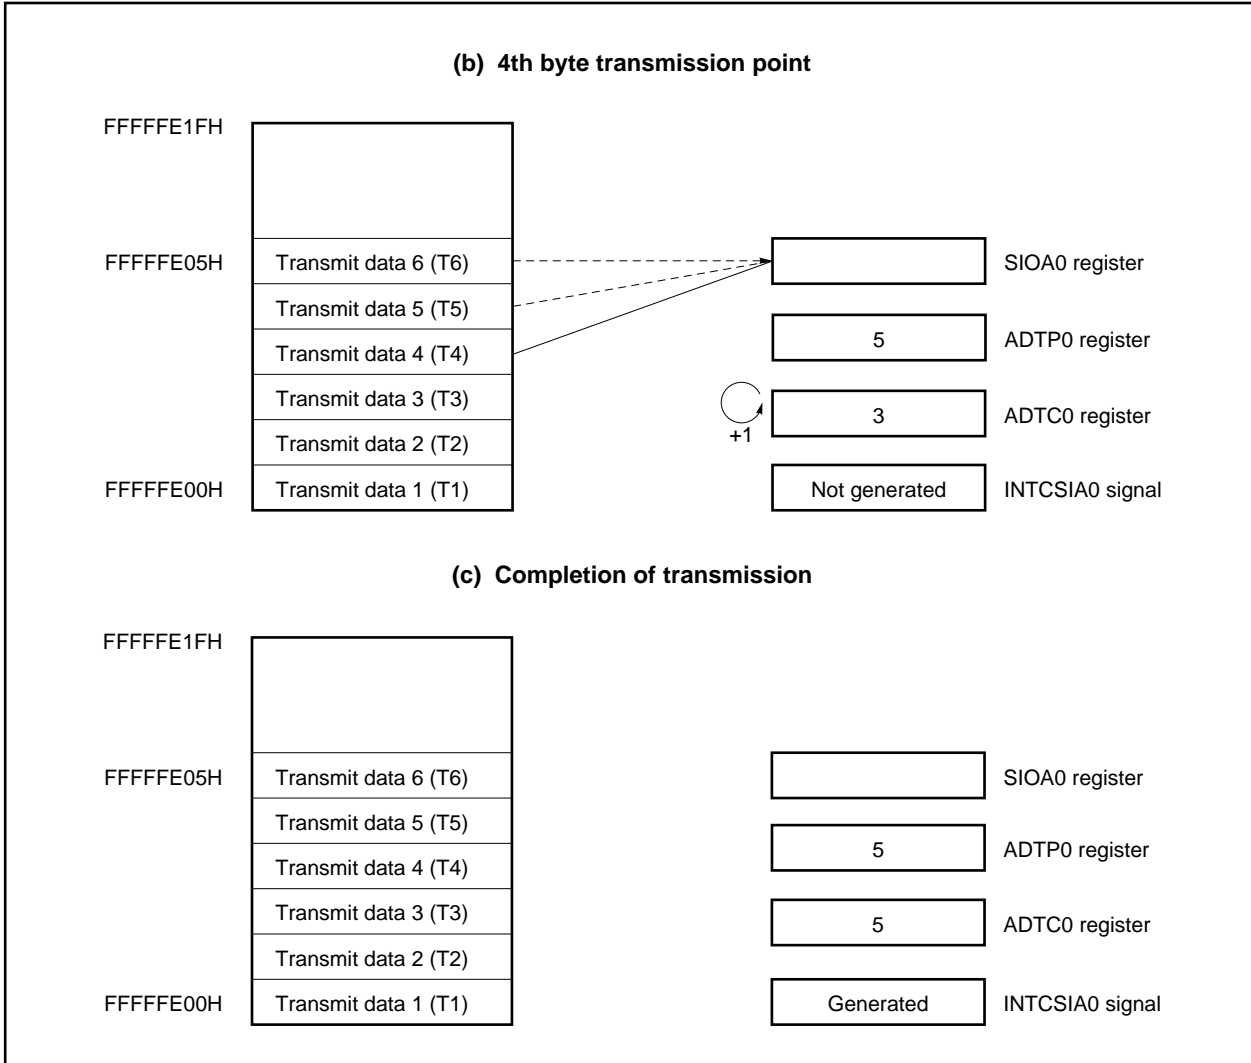 (b) 4th byte transmission point
FFFFFE1FH
FFFFFE05H Transmit data 6 (T6) SIOA0 register
Transmit data 5 (T5)
5 ADTP0 register
Transmit data 4 (T4)
Transmit data 3 (T3)
3 ADTC0 register
+1
Transmit data 2 (T2)
FFFFFE00H Transmit data 1 (T1) Not generated INTCSIA0 signal
(c) Completion of transmission
FFFFFE1FH
FFFFFE05H Transmit data 6 (T6) SIOA0 register
Transmit data 5 (T5)
5 ADTP0 register
Transmit data 4 (T4)
Transmit data 3 (T3)
5 ADTC0 register
Transmit data 2 (T2)
FFFFFE00H Transmit data 1 (T1) Generated INTCSIA0 signal